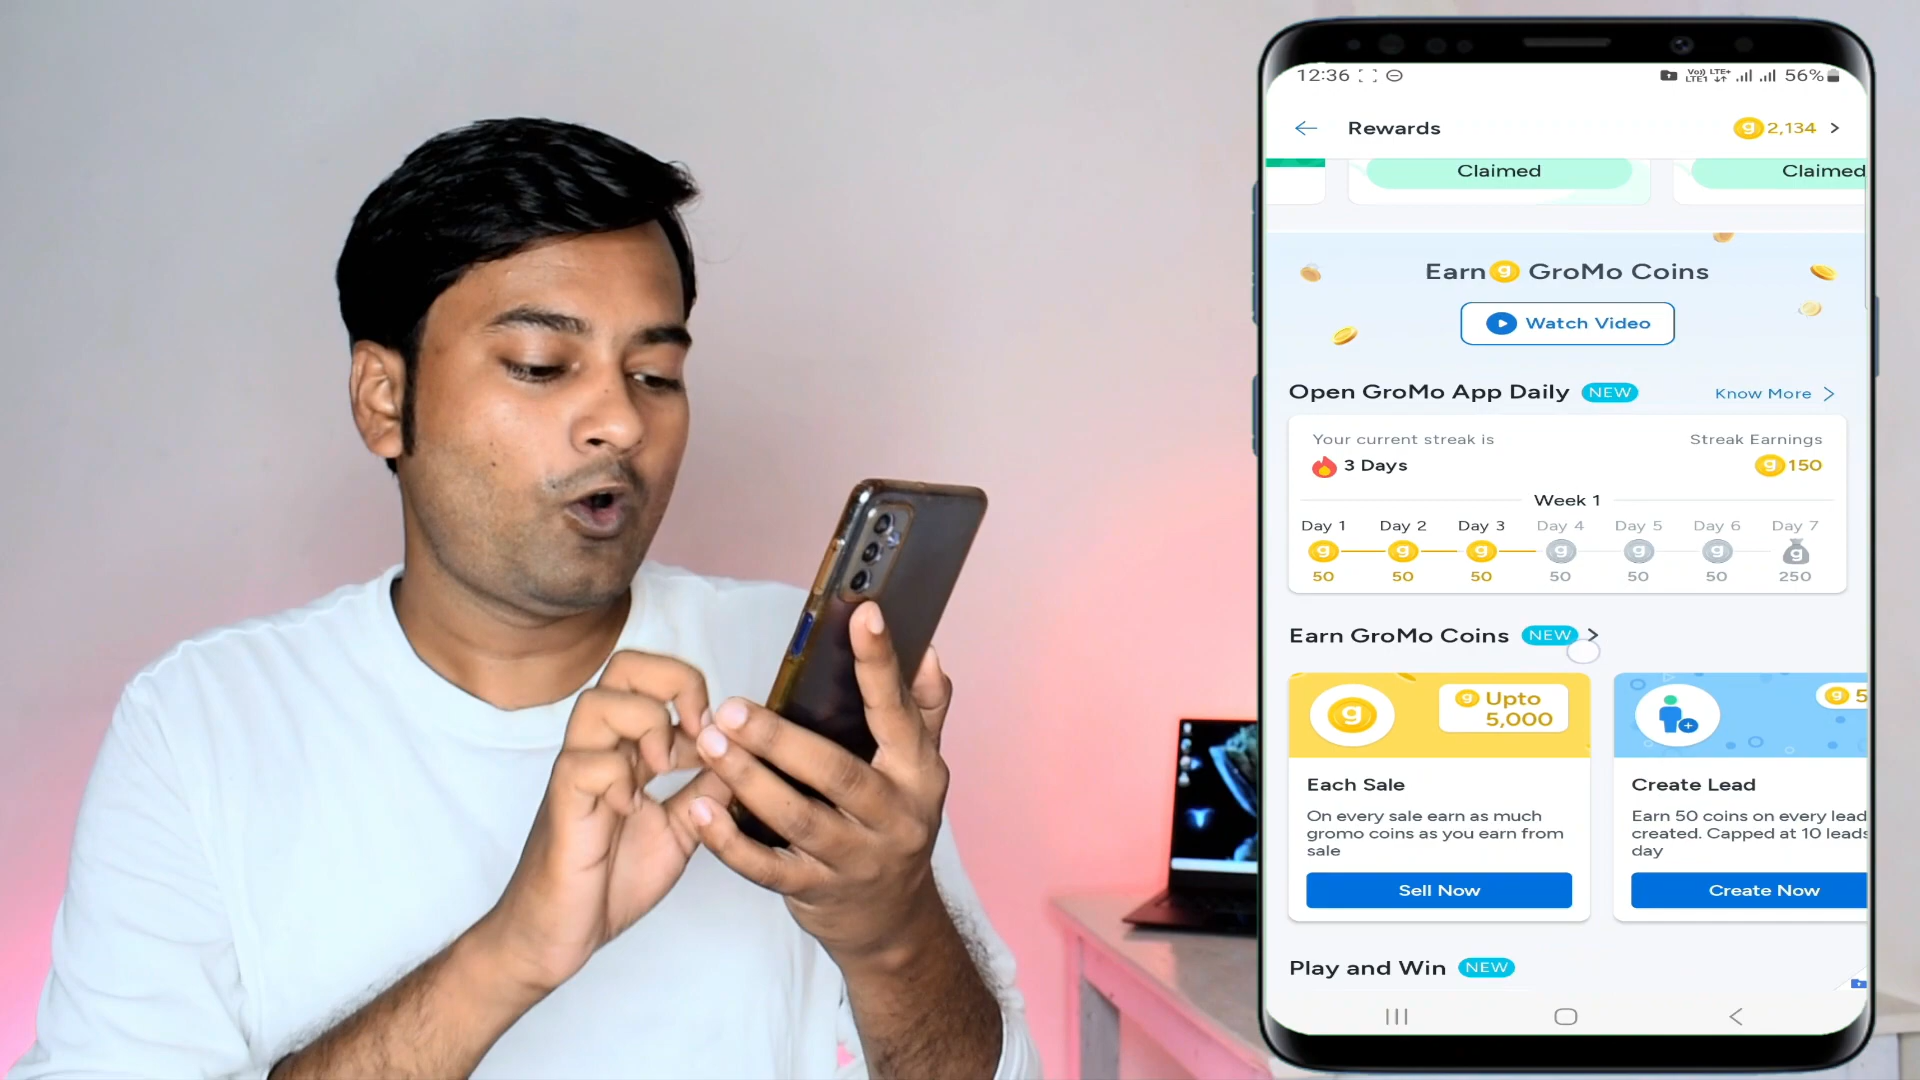 12:36 Vo)) LTE1 LTE+ 56%
Rewards g 2,134
Claimed Claimed
Earn g GroMo Coins
Watch Video
Open GroMo App Daily NEW Know More
Your current streak is Streak Earnings
3 Days g 150
Week 1
Day 1 Day 2 Day 3 Day 4 Day 5 Day 6 Day 7
g g g g g g g
50 50 50 50 50 50 250
Earn GroMo Coins NEW
g g Upto
5,000
Each Sale
On every sale earn as much
gromo coins as you earn from
sale
Sell Now
g 5
Create Lead
Earn 50 coins on every lead
created. Capped at 10 leads
day
Create Now
Play and Win NEW